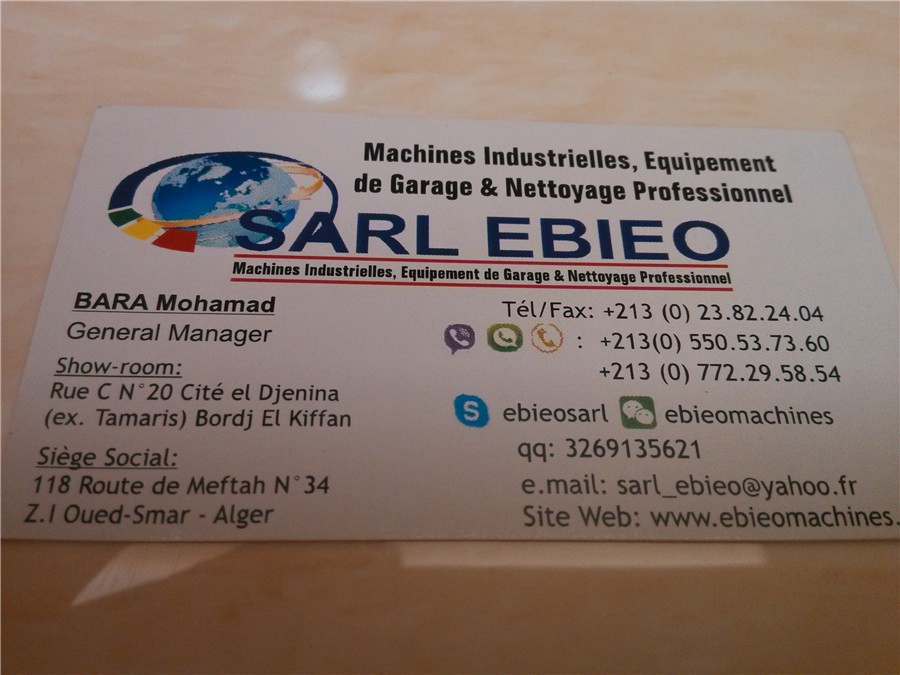 Machines Industrielles, Equipement
de Garage & Nettoyage Professionnel
SARL EBIEO
Machines Industrielles, Equipement de Garage & Nettoyage Professionnel
BARA Mohamad
General Manager
Show-room:
Rue C N°20 Cité el Djenina
(ex. Tamaris) Bordj El Kiffan
Siège Social:
118 Route de Meftah N°34
Z.I Oued-Smar - Alger
Tél/Fax: +213 (0) 23.82.24.04
: +213(0) 550.53.73.60
+213 (0) 772.29.58.54
ebieosarl ebieomachines
qq: 3269135621
e.mail: sarl_ebieo@yahoo.fr
Site Web: www.ebieomachines.